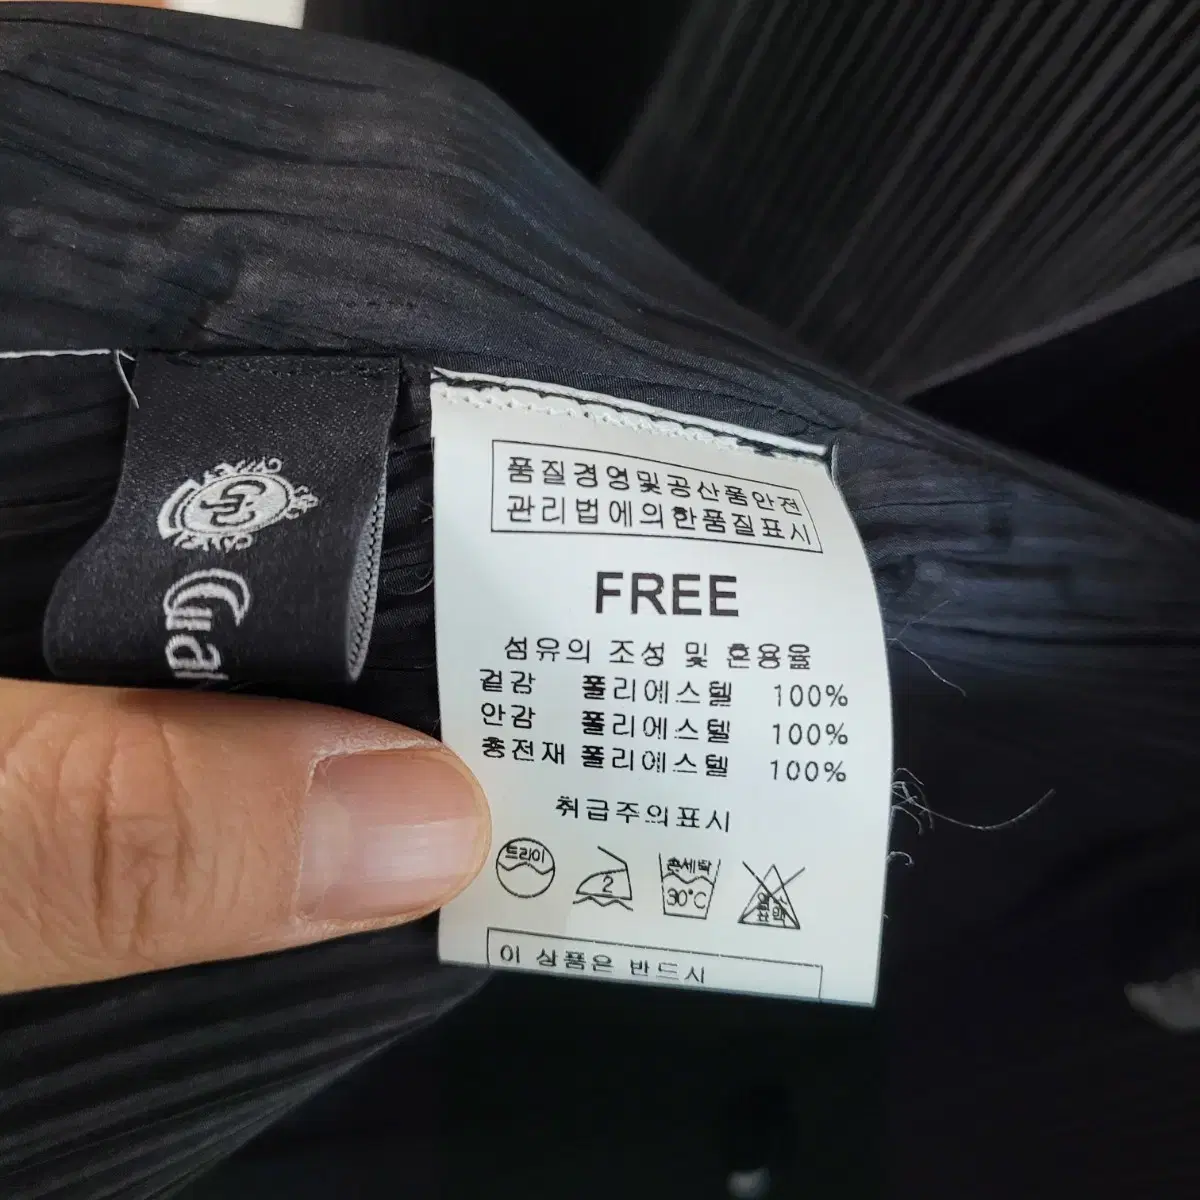 품질경영및공산품안전
관리법에의한품질표시
FREE
섬유의 조성 및 혼용율
겉감 폴리에스텔 100%
안감 폴리에스텔 100%
충전재 폴리에스텔 100%
취급주의표시
드라이
2
손세탁
30°C
염소
표백
이 상품은 반드시